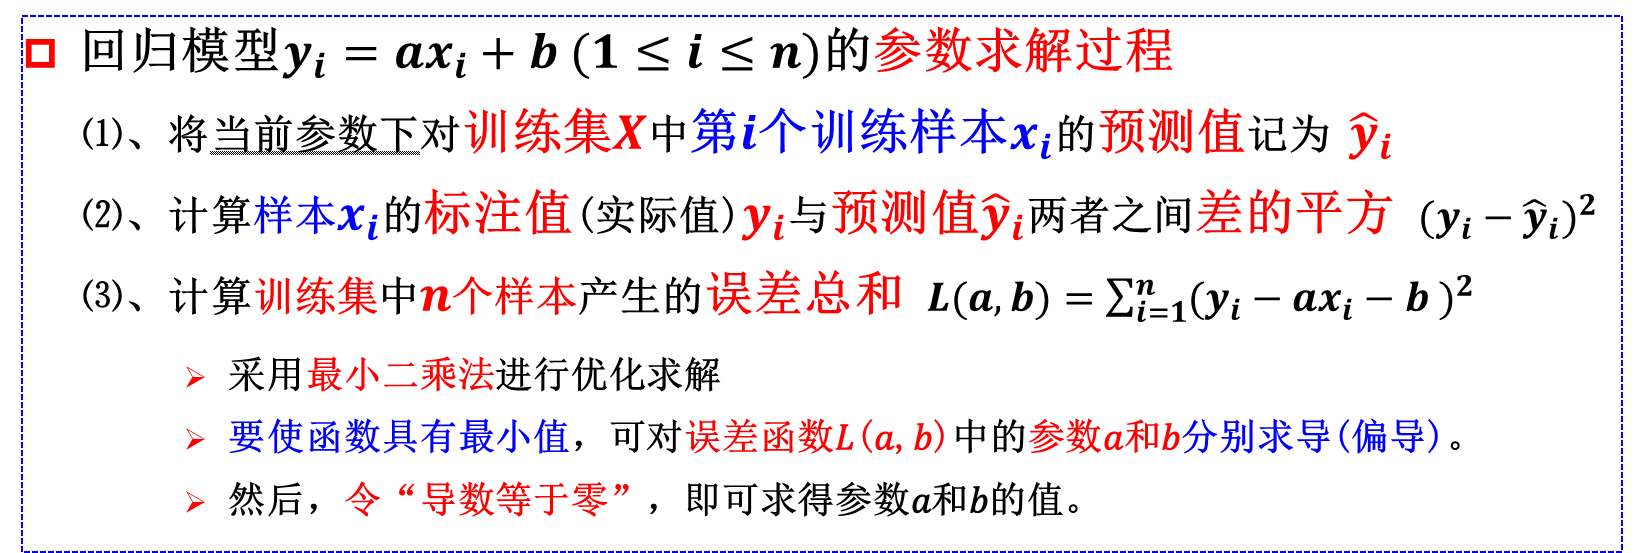 回归模型yᵢ = axᵢ + b (1 ≤ i ≤ n)的参数求解过程
⑴、将当前参数下对训练集X中第i个训练样本xᵢ的预测值记为 ŷᵢ
⑵、计算样本xᵢ的标注值(实际值)yᵢ与预测值ŷᵢ两者之间差的平方 (yᵢ − ŷᵢ)²
⑶、计算训练集中n个样本产生的误差总和 L(a, b) = ∑ⁿᵢ₌₁(yᵢ − axᵢ − b )²
➢ 采用最小二乘法进行优化求解
➢ 要使函数具有最小值，可对误差函数L(a, b)中的参数a和b分别求导(偏导)。
➢ 然后，令“导数等于零”，即可求得参数a和b的值。